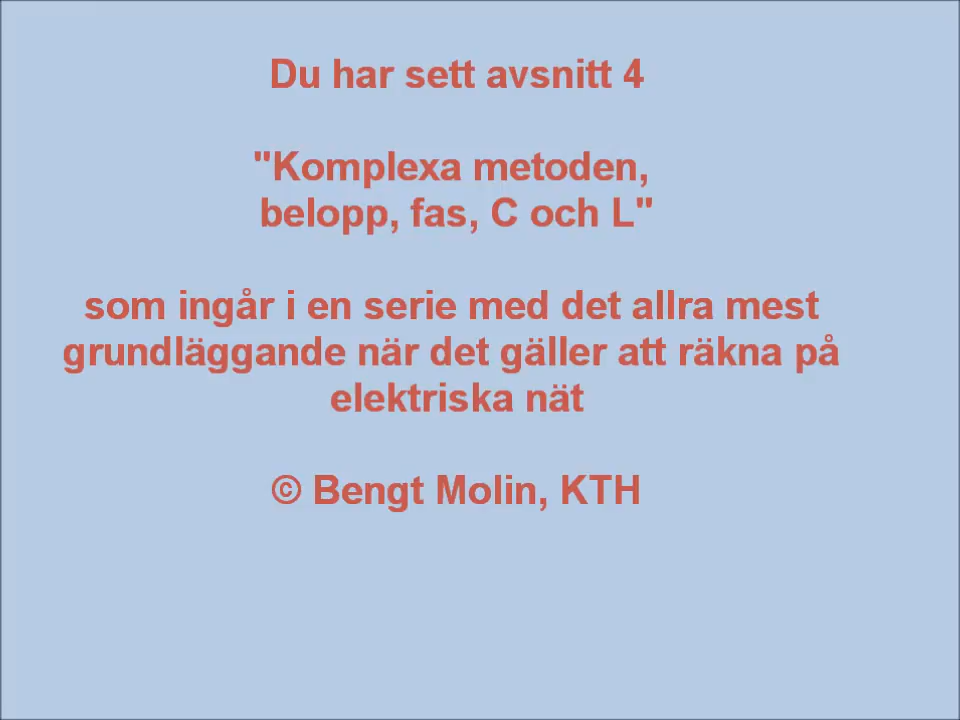 Du har sett avsnitt 4
"Komplexa metoden,
belopp, fas, C och L"
som ingår i en serie med det allra mest
grundläggande när det gäller att räkna på
elektriska nät
© Bengt Molin, KTH